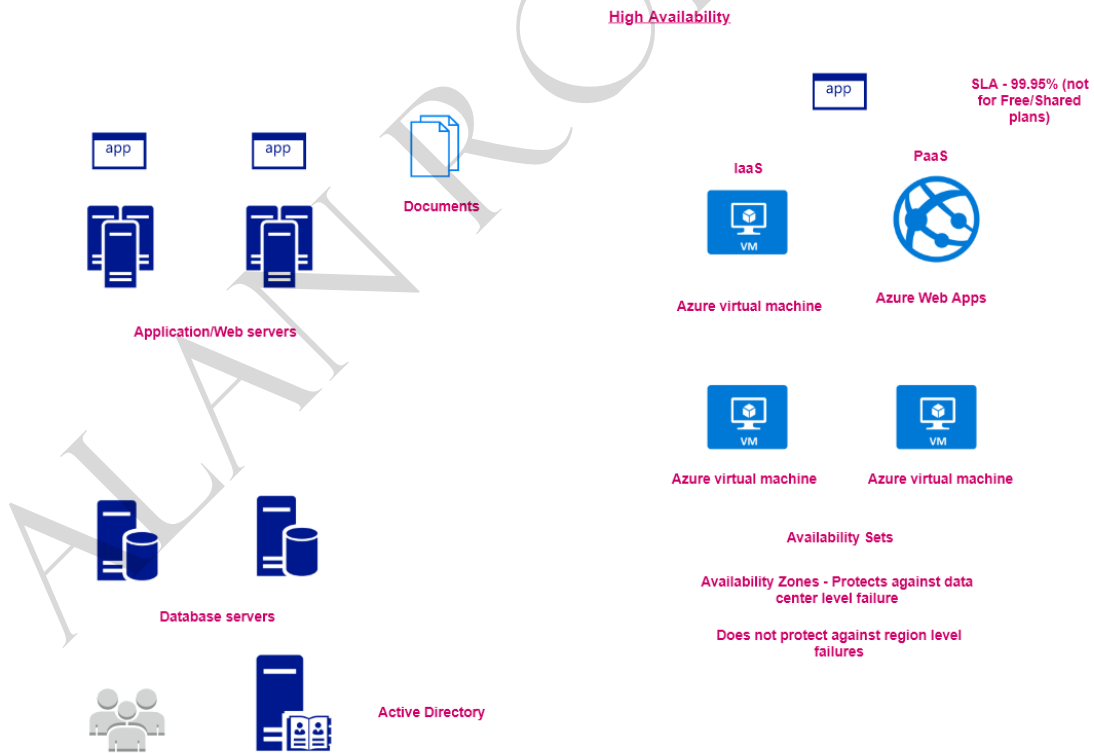 High Availability
app
SLA - 99.95% (not
for Free/Shared
plans)
app
app
Documents
IaaS
PaaS
VM
Azure virtual machine
Azure Web Apps
Application/Web servers
VM
VM
Azure virtual machine
Azure virtual machine
Availability Sets
Availability Zones - Protects against data
center level failure
Database servers
Does not protect against region level
failures
Active Directory
ALAN RO